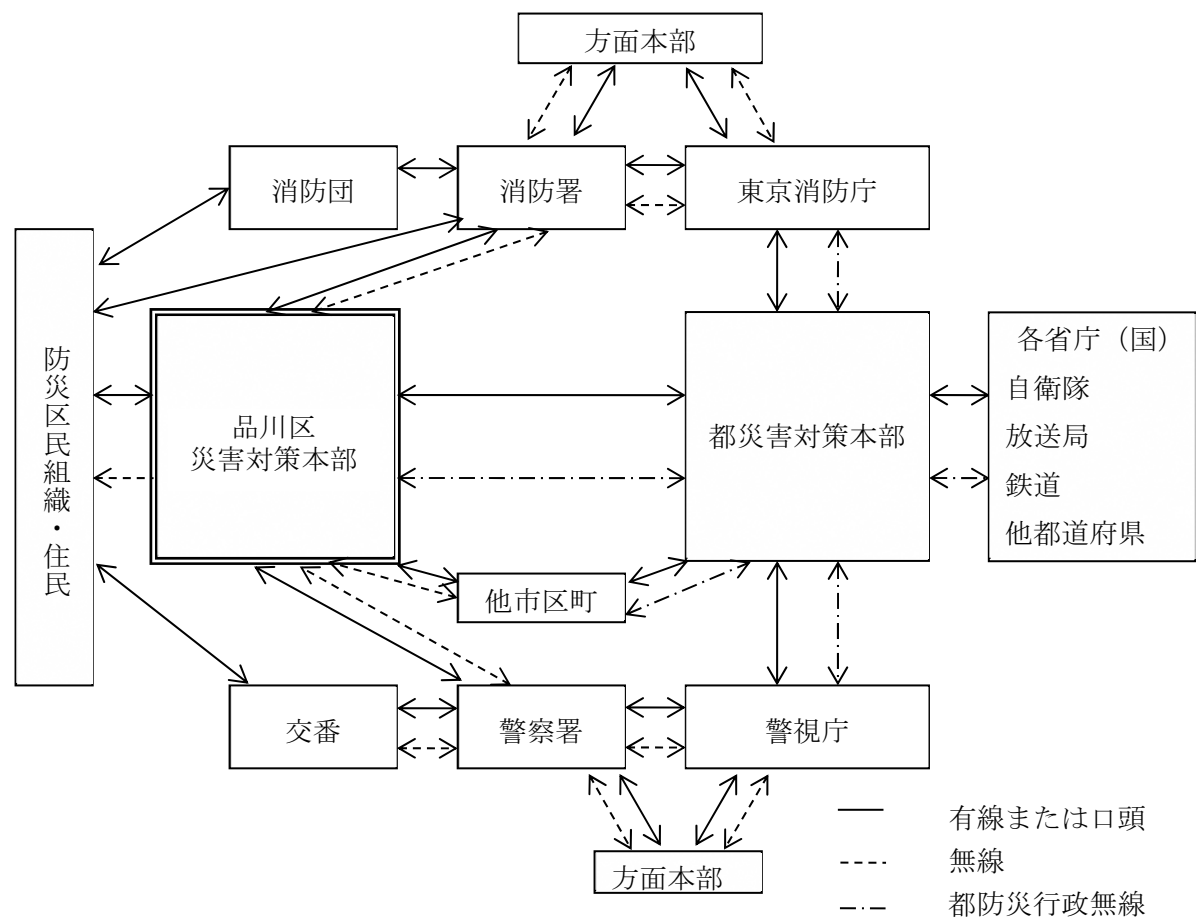 方面本部
消防団
消防署
東京消防庁
防災区民組織・住民
品川区
災害対策本部
都災害対策本部
各省庁（国）
自衛隊
放送局
鉄道
他都道府県
他市区町
交番
警察署
警視庁
方面本部
有線または口頭
無線
都防災行政無線